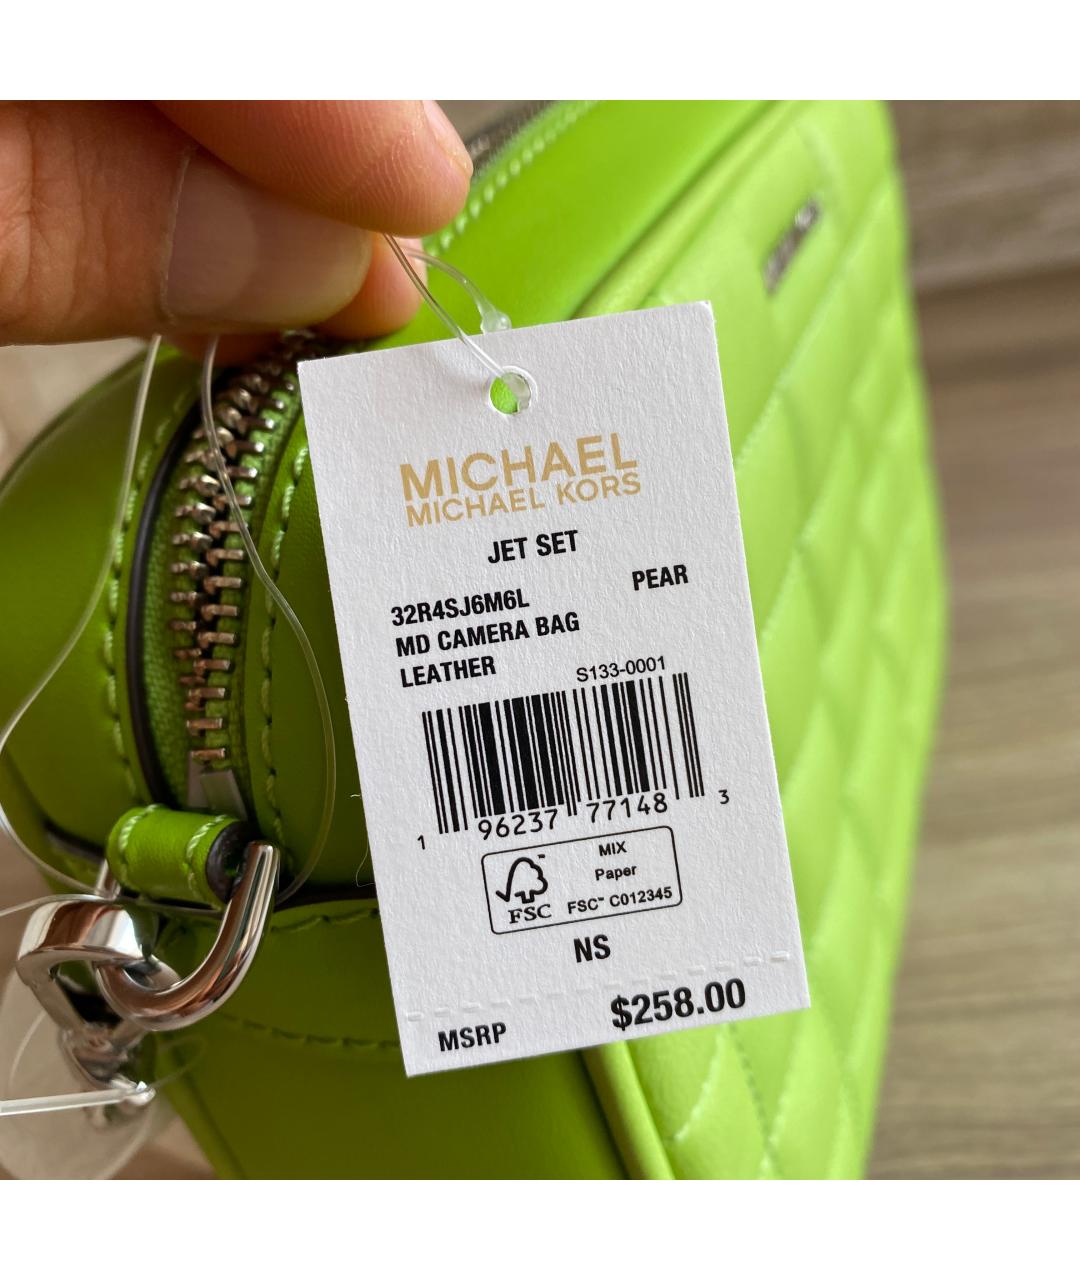 MICHAEL
MICHAEL KORS
JET SET
PEAR
32R4SJ6M6L
MD CAMERA BAG
LEATHER
S133-0001
1 96237 77148 3
MIX
Paper
FSC™ C012345
FSC
NS
MSRP $258.00